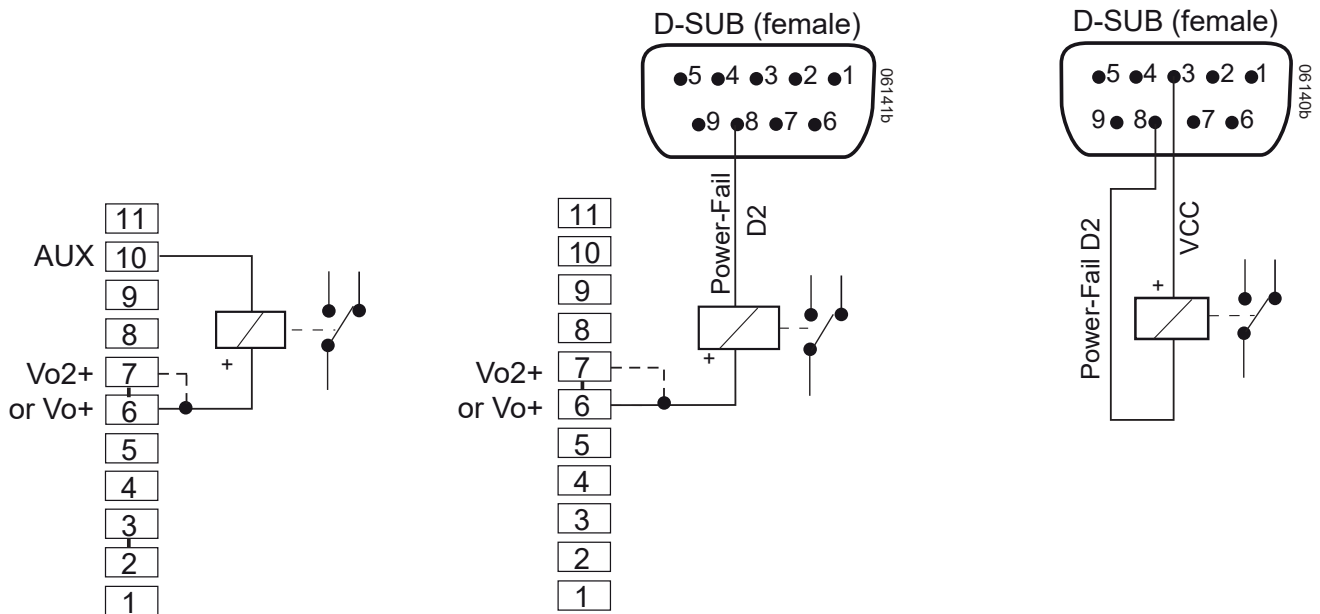 11
AUX 10
9
8
Vo2+ 7
or Vo+ 6
+
5
4
3
2
1
D-SUB (female)
5 4 3 2 1
9 8 7 6
06141b
Power-Fail
D2
11
10
9
8
Vo2+ 7
+
or Vo+ 6
5
4
3
2
1
D-SUB (female)
5 4 3 2 1
9 8 7 6
06140b
Power-Fail D2
VCC
+